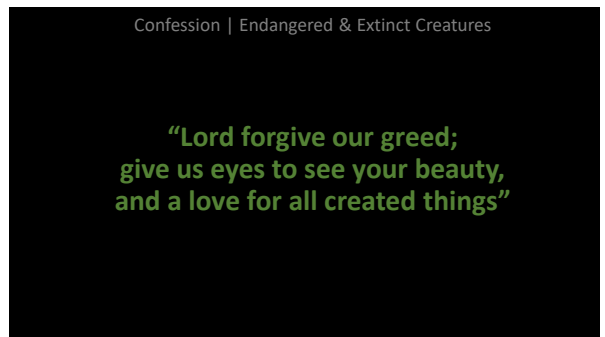 Confession | Endangered & Extinct Creatures
“Lord forgive our greed;
give us eyes to see your beauty,
and a love for all created things”